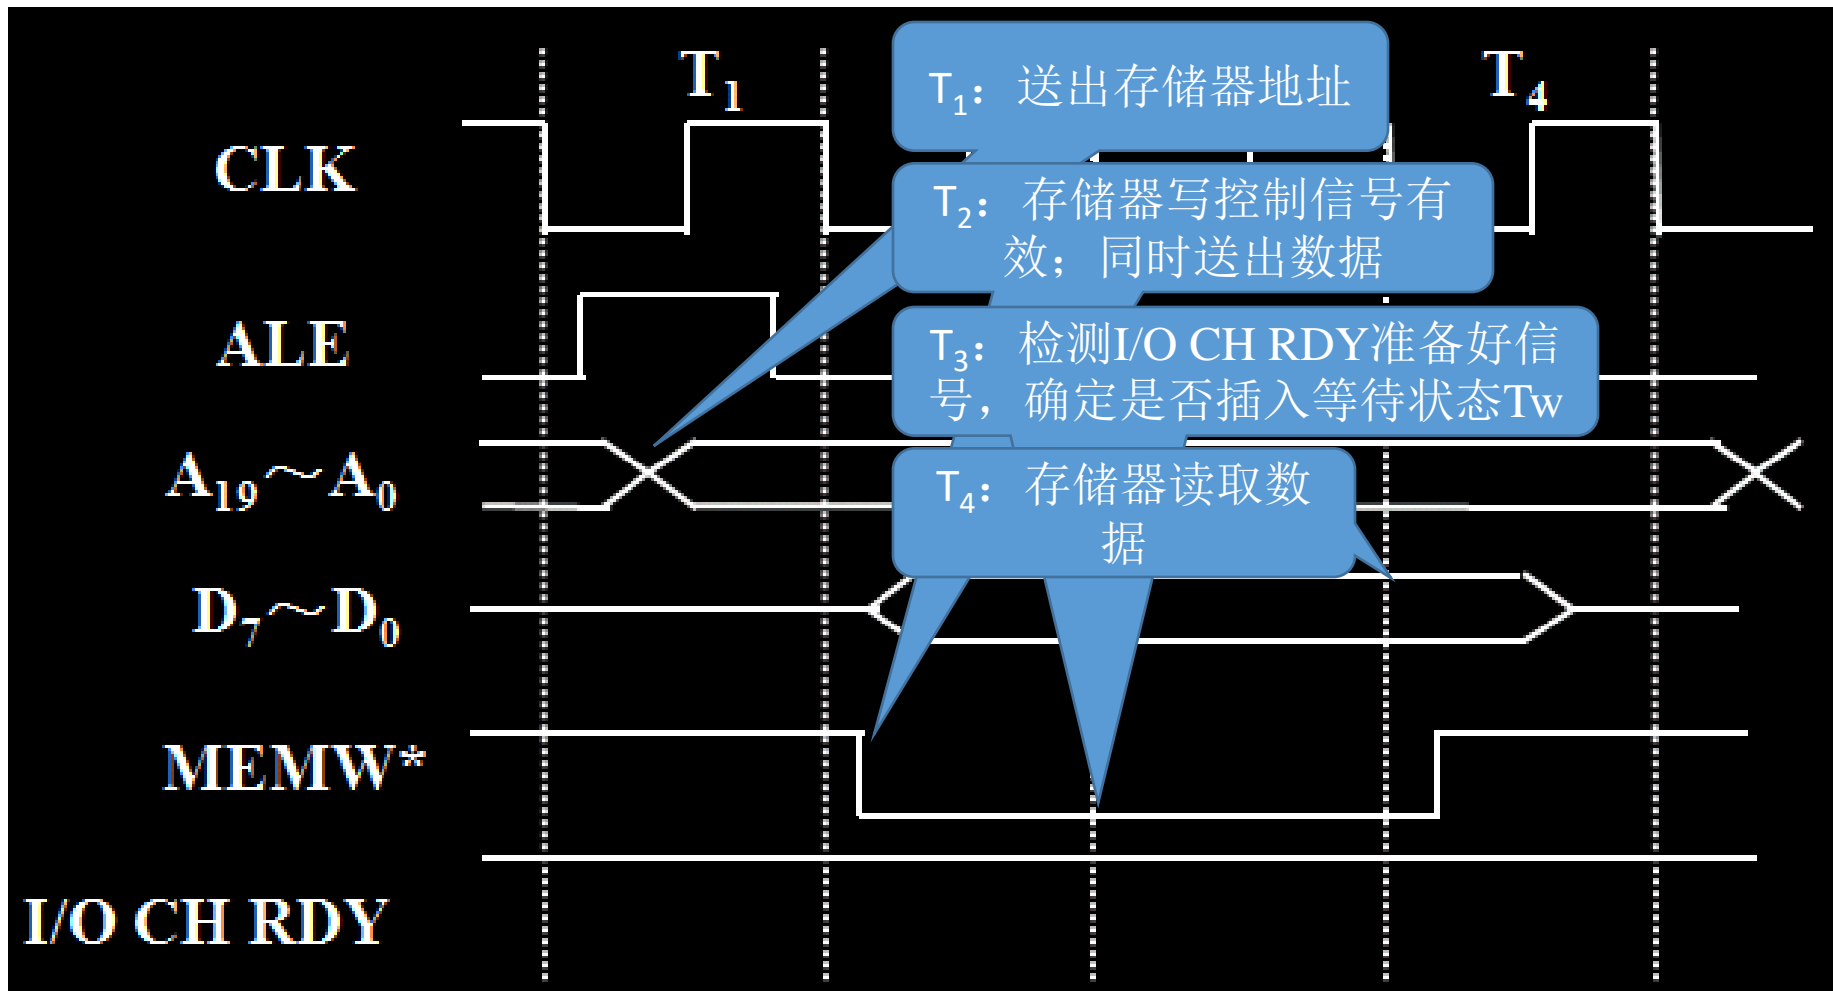 T1
T4
CLK
ALE
A19～A0
D7～D0
MEMW*
I/O CH RDY
T1：送出存储器地址
T2：存储器写控制信号有
效；同时送出数据
T3：检测I/O CH RDY准备好信
号，确定是否插入等待状态Tw
T4：存储器读取数
据